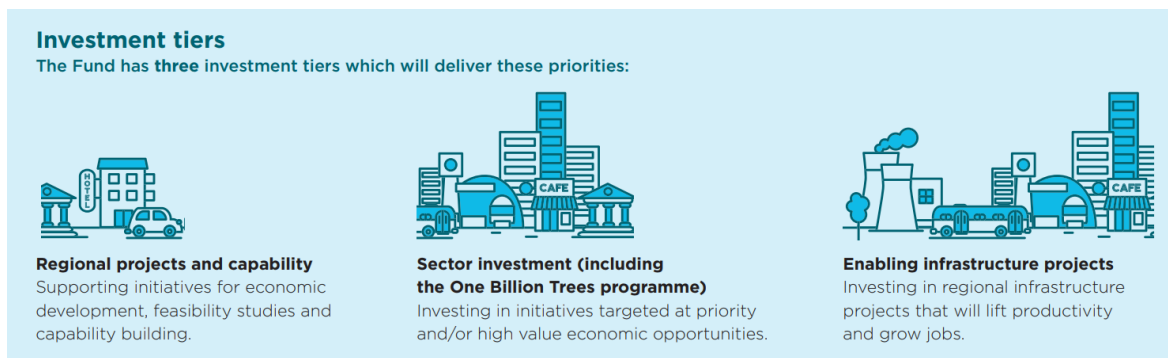 Investment tiers
The Fund has three investment tiers which will deliver these priorities:
HOTEL
CAFE
CAFE
Regional projects and capability
Supporting initiatives for economic
development, feasibility studies and
capability building.
Sector investment (including
the One Billion Trees programme)
Investing in initiatives targeted at priority
and/or high value economic opportunities.
Enabling infrastructure projects
Investing in regional infrastructure
projects that will lift productivity
and grow jobs.